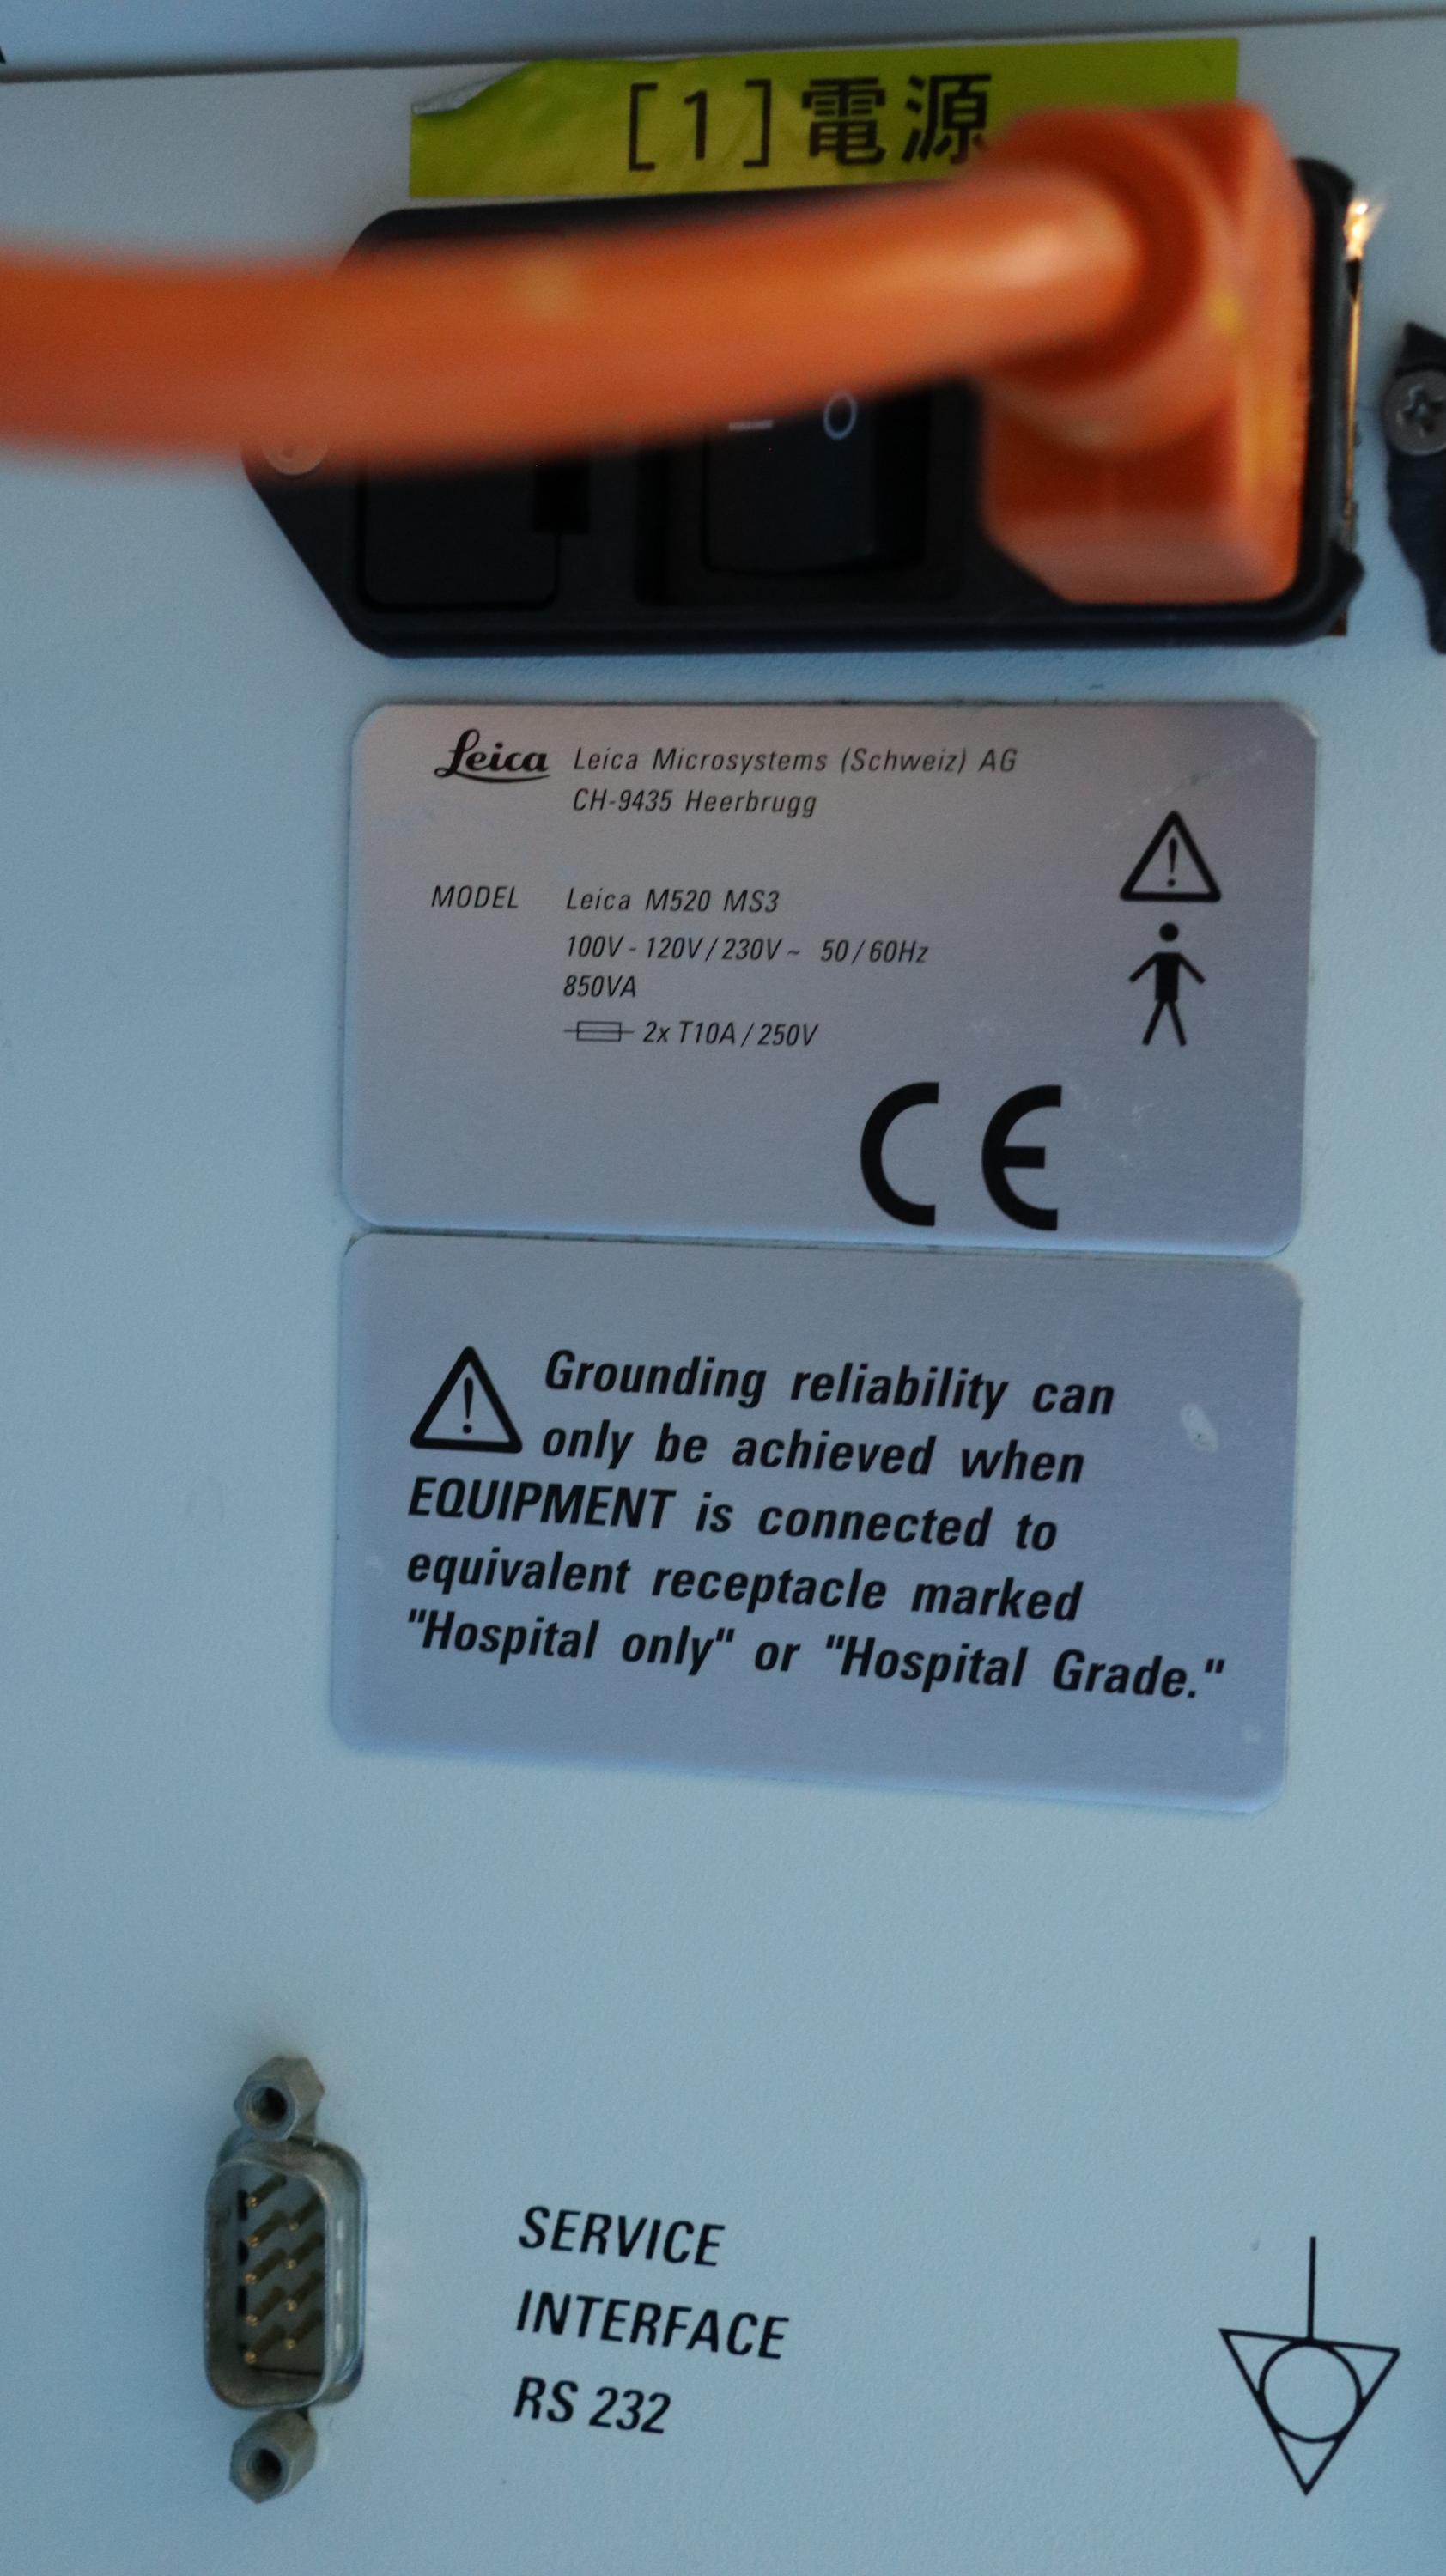 [1]電源
O
Leica Leica Microsystems (Schweiz) AG
CH-9435 Heerbrugg
MODEL Leica M520 MS3
100V - 120V / 230V ~ 50 / 60Hz
850VA
2x T10A / 250V
CE
Grounding reliability can
only be achieved when
EQUIPMENT is connected to
equivalent receptacle marked
"Hospital only" or "Hospital Grade."
SERVICE
INTERFACE
RS 232